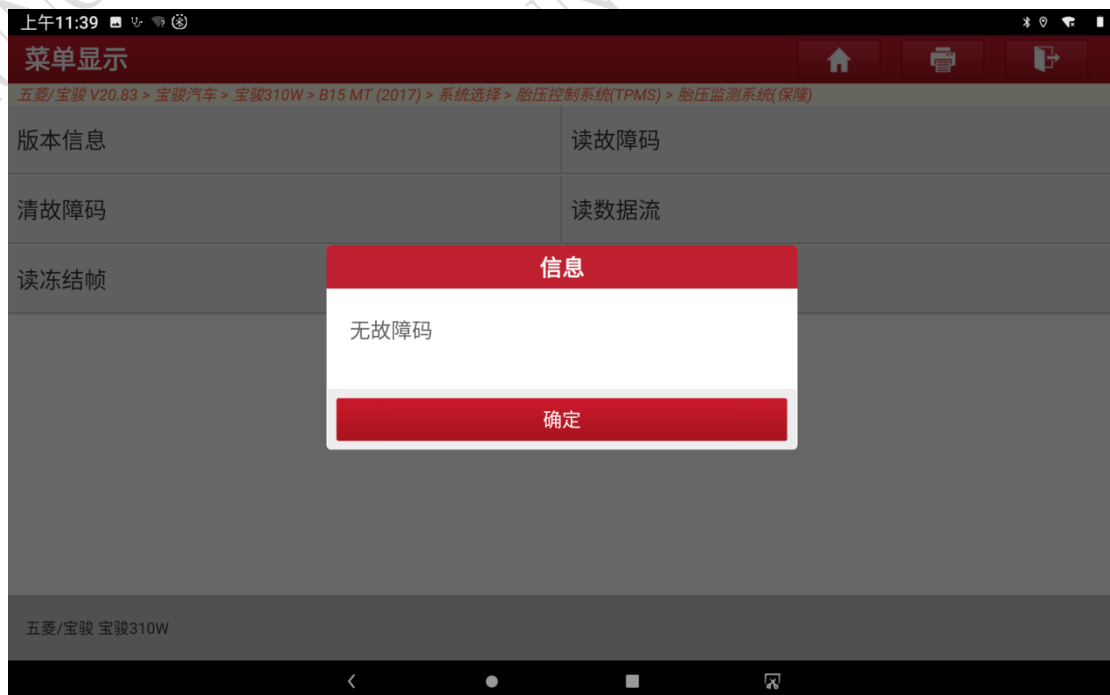 上午11:39
菜单显示
五菱/宝骏 V20.83 > 宝骏汽车 > 宝骏310W > B15 MT (2017) > 系统选择 > 胎压控制系统(TPMS) > 胎压监测系统(保隆)
版本信息
读故障码
清故障码
读数据流
读冻结帧
信息
无故障码
确定
五菱/宝骏 宝骏310W